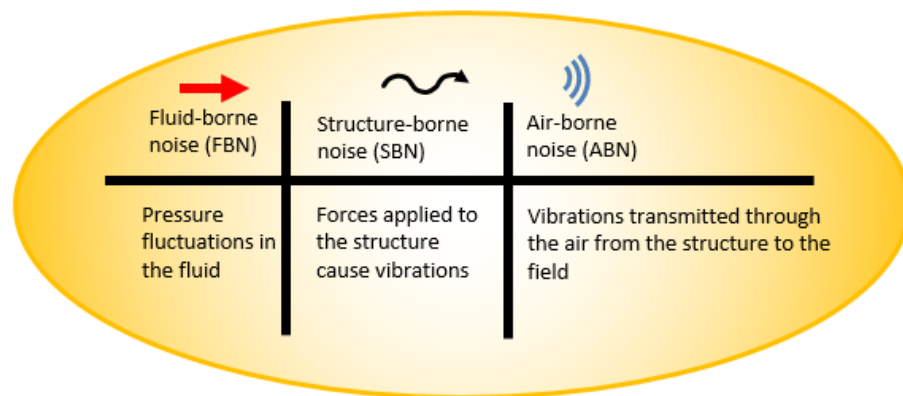 Fluid-borne
noise (FBN)
Structure-borne
noise (SBN)
Air-borne
noise (ABN)
Pressure
fluctuations in
the fluid
Forces applied to
the structure
cause vibrations
Vibrations transmitted through
the air from the structure to the
field